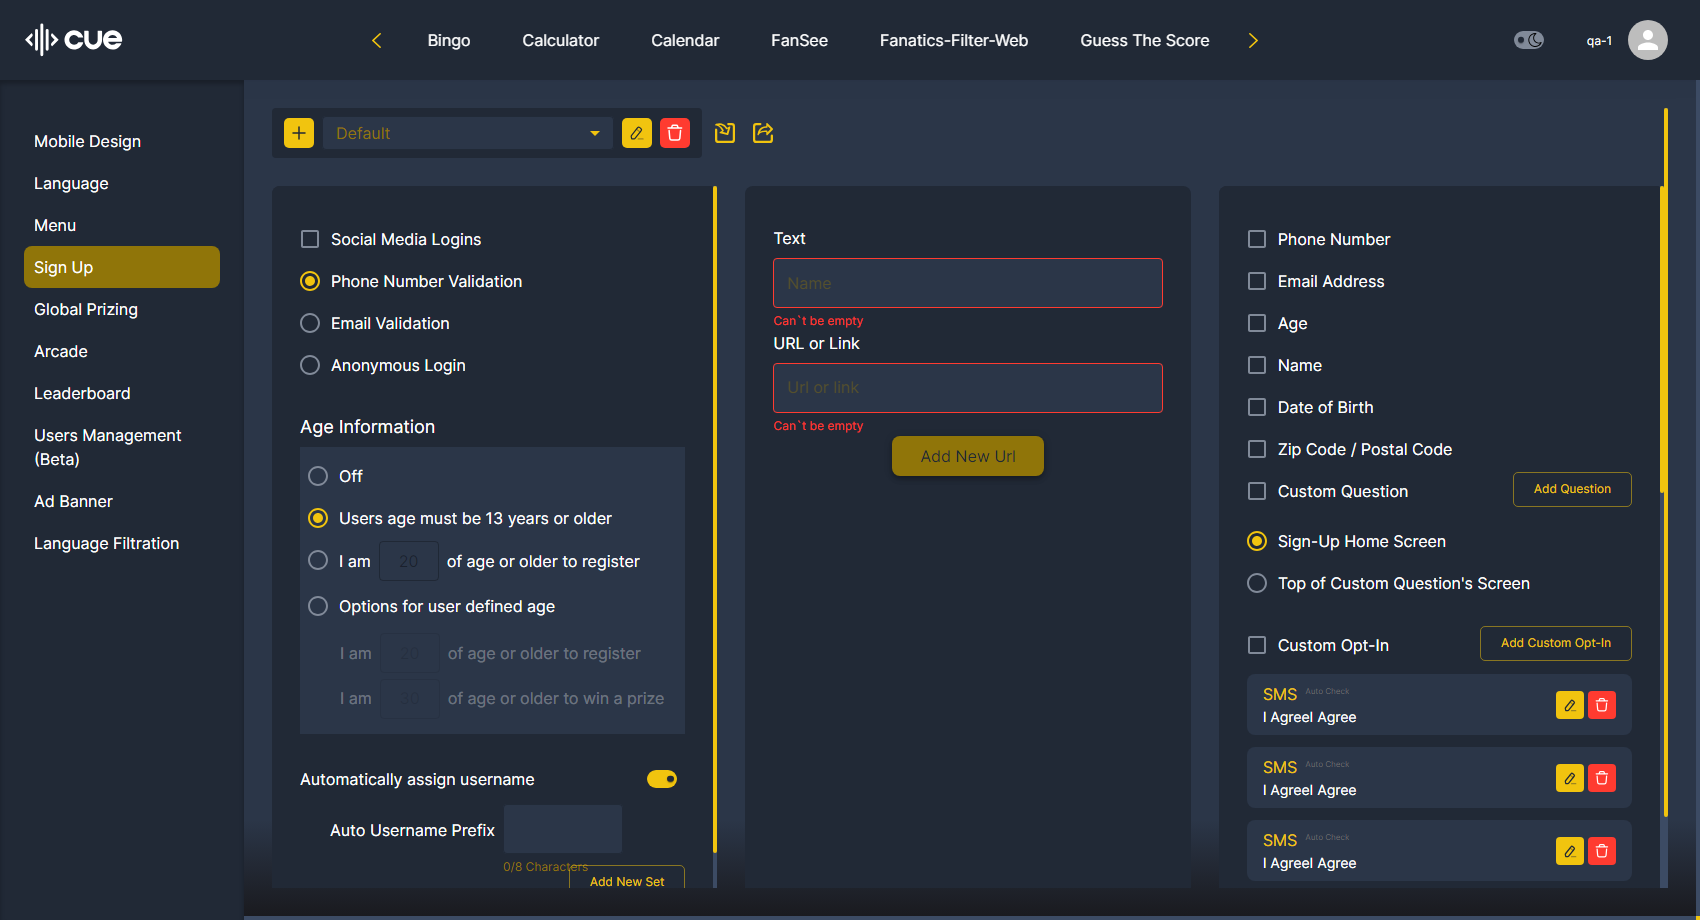 cue
Bingo
Calculator
Calendar
FanSee
Fanatics-Filter-Web
Guess The Score
qa-1
Mobile Design
Language
Menu
Sign Up
Global Prizing
Arcade
Leaderboard
Users Management
(Beta)
Ad Banner
Language Filtration
Default
Social Media Logins
Phone Number Validation
Email Validation
Anonymous Login
Age Information
Off
Users age must be 13 years or older
I am 20 of age or older to register
Options for user defined age
I am 20 of age or older to register
I am 30 of age or older to win a prize
Automatically assign username
Auto Username Prefix
0/8 Characters
Add New Set
Text
Name
Can`t be empty
URL or Link
Url or link
Can`t be empty
Add New Url
Phone Number
Email Address
Age
Name
Date of Birth
Zip Code / Postal Code
Custom Question
Add Question
Sign-Up Home Screen
Top of Custom Question's Screen
Custom Opt-In
Add Custom Opt-In
SMS Auto Check
I Agreel Agree
SMS Auto Check
I Agreel Agree
SMS Auto Check
I Agreel Agree